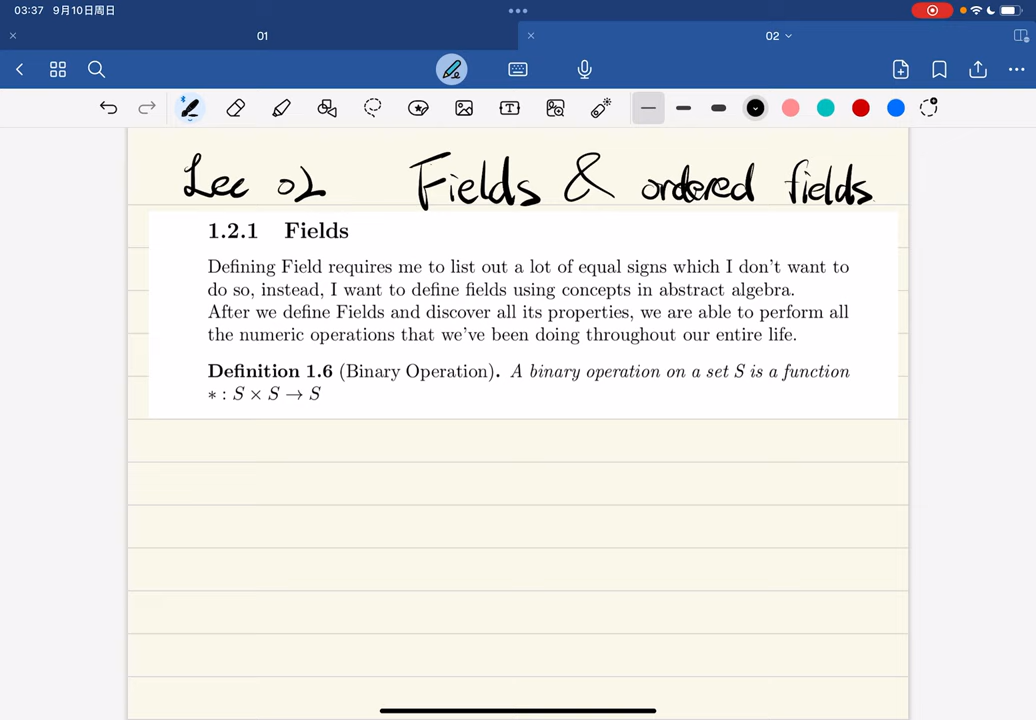 03:37 9月10日周日
01
02
Lec 02 Fields & ordered fields
1.2.1 Fields
Defining Field requires me to list out a lot of equal signs which I don't want to
do so, instead, I want to define fields using concepts in abstract algebra.
After we define Fields and discover all its properties, we are able to perform all
the numeric operations that we've been doing throughout our entire life.
Definition 1.6 (Binary Operation). A binary operation on a set S is a function
∗ : S × S → S